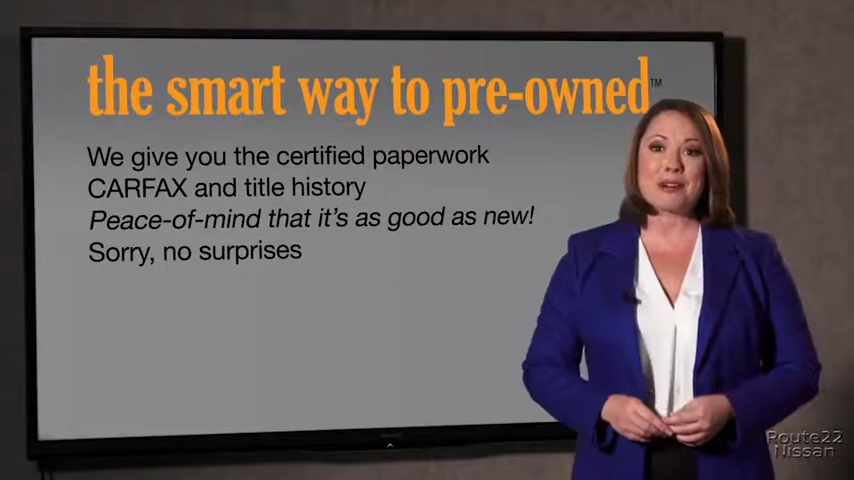 the smart way to pre-owned™
We give you the certified paperwork
CARFAX and title history
Peace-of-mind that it's as good as new!
Sorry, no surprises
Route22
Nissan